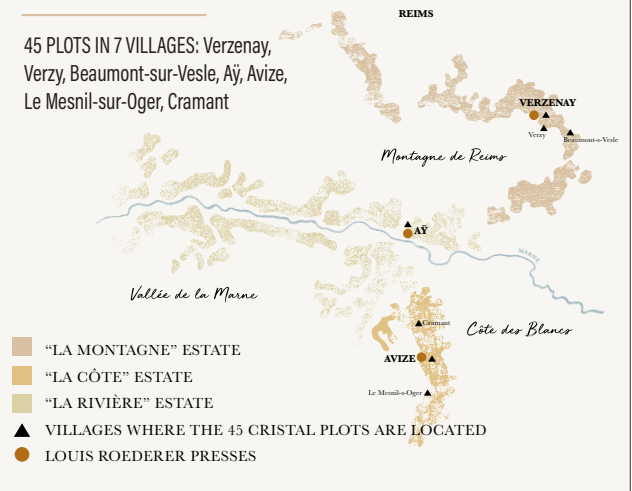 REIMS
45 PLOTS IN 7 VILLAGES: Verzenay,
Verzy, Beaumont-sur-Vesle, Aÿ, Avize,
Le Mesnil-sur-Oger, Cramant
VERZENAY
Verzy
Beaumont-s-Vesle
Montagne de Reims
AŸ
MARNE
Vallée de la Marne
Cramant
Côte des Blancs
AVIZE
Le Mesnil-s-Oger
“LA MONTAGNE” ESTATE
“LA CÔTE” ESTATE
“LA RIVIÈRE” ESTATE
VILLAGES WHERE THE 45 CRISTAL PLOTS ARE LOCATED
LOUIS ROEDERER PRESSES